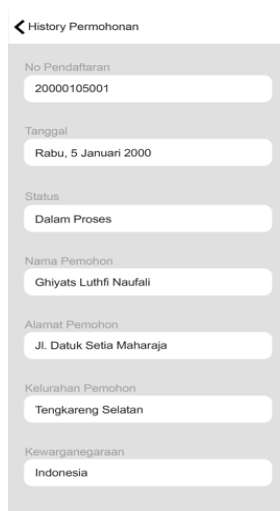 History Permohonan
No Pendaftaran
20000105001
Tanggal
Rabu, 5 Januari 2000
Status
Dalam Proses
Nama Pemohon
Ghiyats Luthfi Naufali
Alamat Pemohon
Jl. Datuk Setia Maharaja
Kelurahan Pemohon
Tengkareng Selatan
Kewarganegaraan
Indonesia